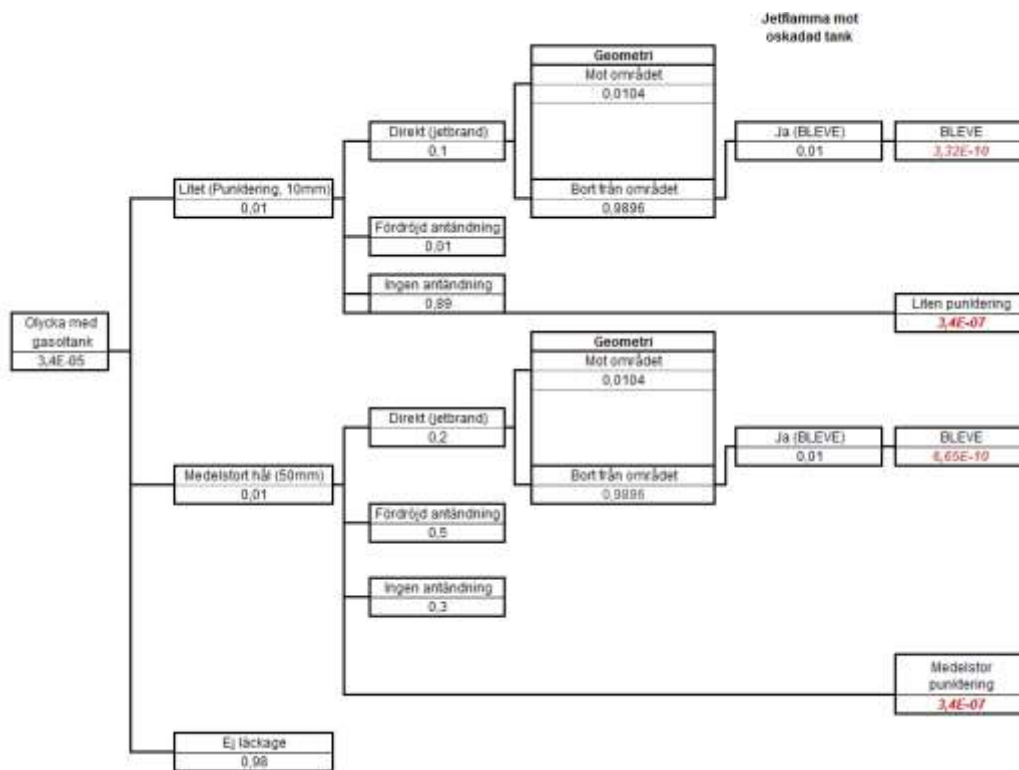 Jetflamma mot
oskadad tank
Geometri
Mot området
0,0104
Direkt (jetbrand)
0,1
Ja (BLEVE)
0,01
BLEVE
3,32E-10
Litet (Punktering, 10mm)
0,01
Bort från området
0,9896
Fördröjd antändning
0,01
Ingen antändning
0,89
Liten punktering
3,4E-07
Olycka med
gasoltank
3,4E-05
Geometri
Mot området
0,0104
Direkt (jetbrand)
0,2
Ja (BLEVE)
0,01
BLEVE
6,65E-10
Medelstort hål (50mm)
0,01
Bort från området
0,9896
Fördröjd antändning
0,5
Ingen antändning
0,3
Medelstor
punktering
3,4E-07
Ej läckage
0,98